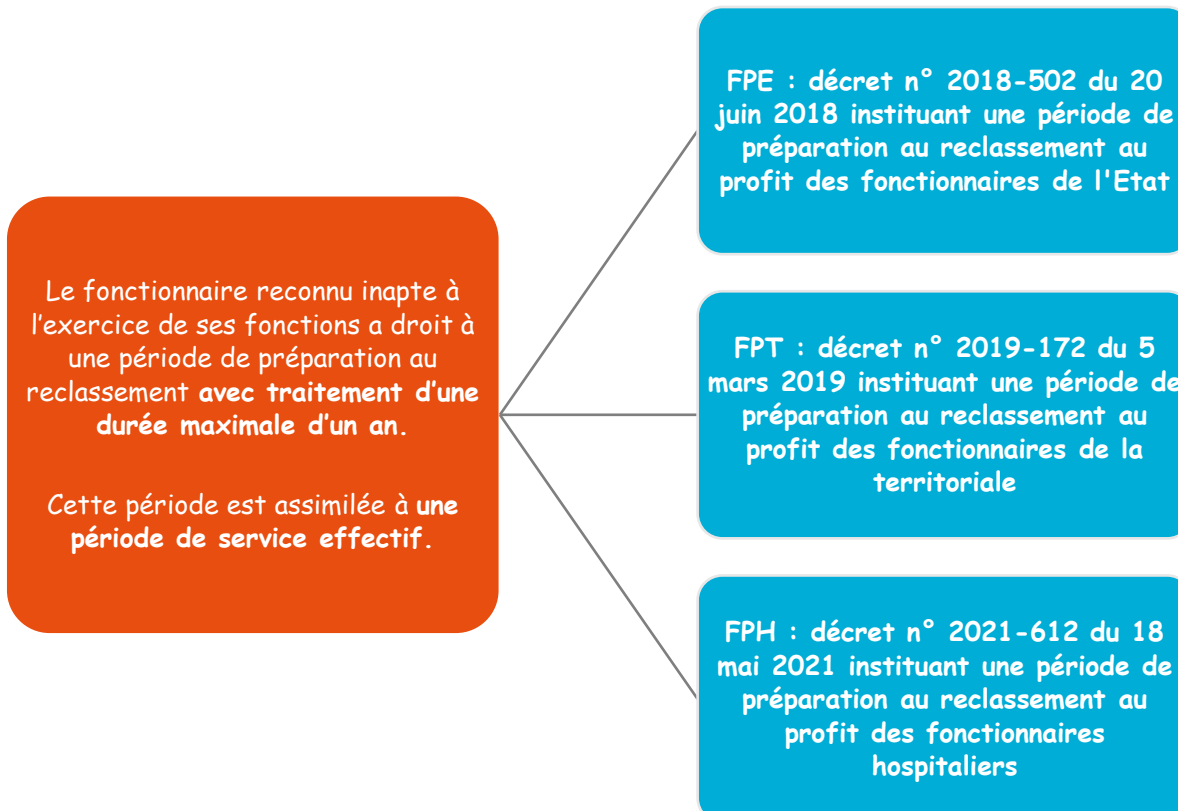 Le fonctionnaire reconnu inapte à
l'exercice de ses fonctions a droit à
une période de préparation au
reclassement avec traitement d'une
durée maximale d'un an.
Cette période est assimilée à une
période de service effectif.
FPE : décret n° 2018-502 du 20
juin 2018 instituant une période de
préparation au reclassement au
profit des fonctionnaires de l'Etat
FPT : décret n° 2019-172 du 5
mars 2019 instituant une période de
préparation au reclassement au
profit des fonctionnaires de la
territoriale
FPH : décret n° 2021-612 du 18
mai 2021 instituant une période de
préparation au reclassement au
profit des fonctionnaires
hospitaliers